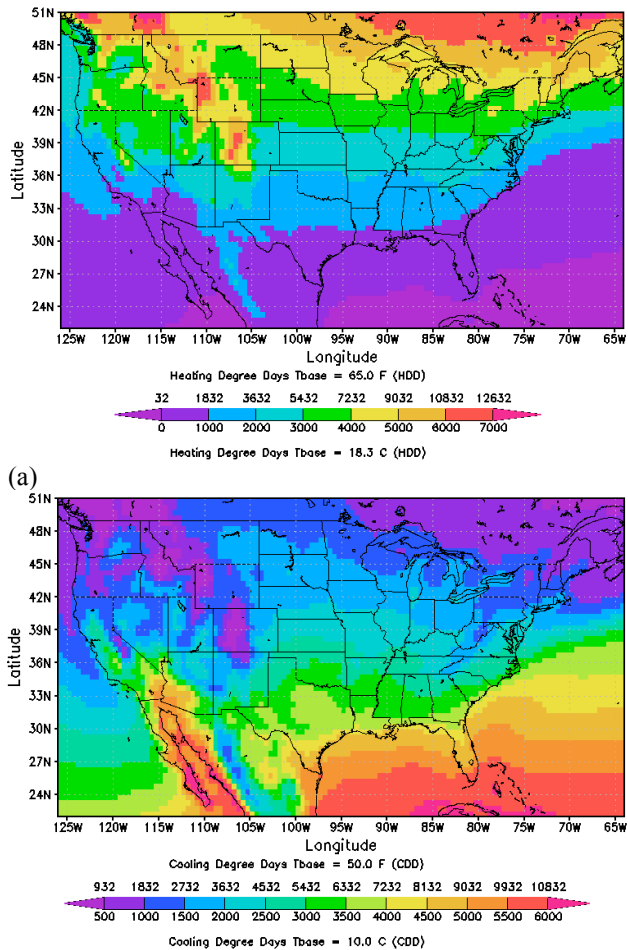 51N
48N
45N
42N
39N
36N
33N
30N
27N
24N
Latitude
125W 120W 115W 110W 105W 100W 95W 90W 85W 80W 75W 70W 65W
Longitude
Heating Degree Days Tbase = 65.0 F (HDD)
32 1832 3632 5432 7232 9032 10832 12632
0 1000 2000 3000 4000 5000 6000 7000
Heating Degree Days Tbase = 18.3 C (HDD)
(a)
51N
48N
45N
42N
39N
36N
33N
30N
27N
24N
Latitude
125W 120W 115W 110W 105W 100W 95W 90W 85W 80W 75W 70W 65W
Longitude
Cooling Degree Days Tbase = 50.0 F (CDD)
932 1832 2732 3632 4532 5432 6332 7232 8132 9032 9932 10832
500 1000 1500 2000 2500 3000 3500 4000 4500 5000 5500 6000
Cooling Degree Days Tbase = 10.0 C (CDD)